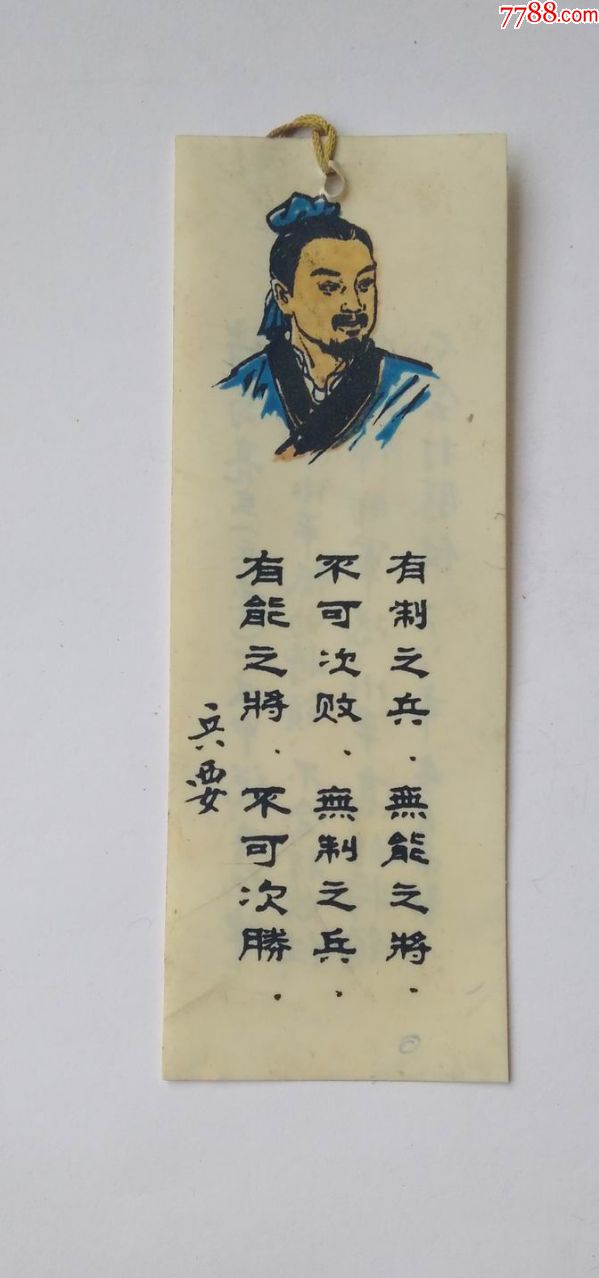 7788.com
有制之兵、無能之將、
不可次败、無制之兵、
有能之將、不可次勝、
兵要